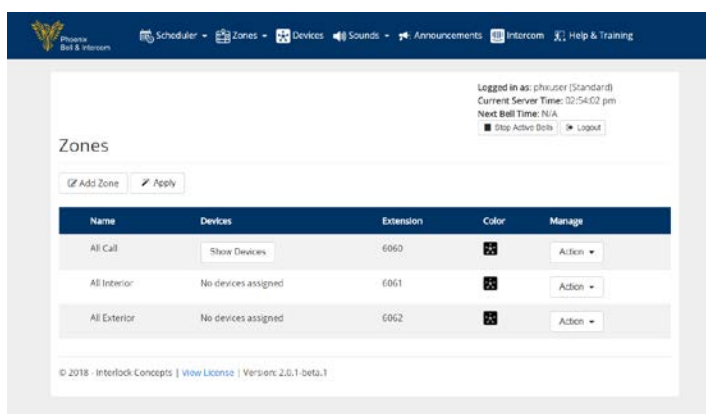 Phoenix
Bell & Intercom
Scheduler Zones Devices Sounds Announcements Intercom Help & Training
Logged in as: phxuser (Standard)
Current Server Time: 02:54:02 pm
Next Bell Time: N/A
Stop Active Bells Logout
Zones
Add Zone Apply
Name Devices Extension Color Manage
All Call Show Devices 6060 Action
All Interior No devices assigned 6061 Action
All Exterior No devices assigned 6062 Action
© 2018 - Interlock Concepts | View License | Version: 2.0.1-beta.1